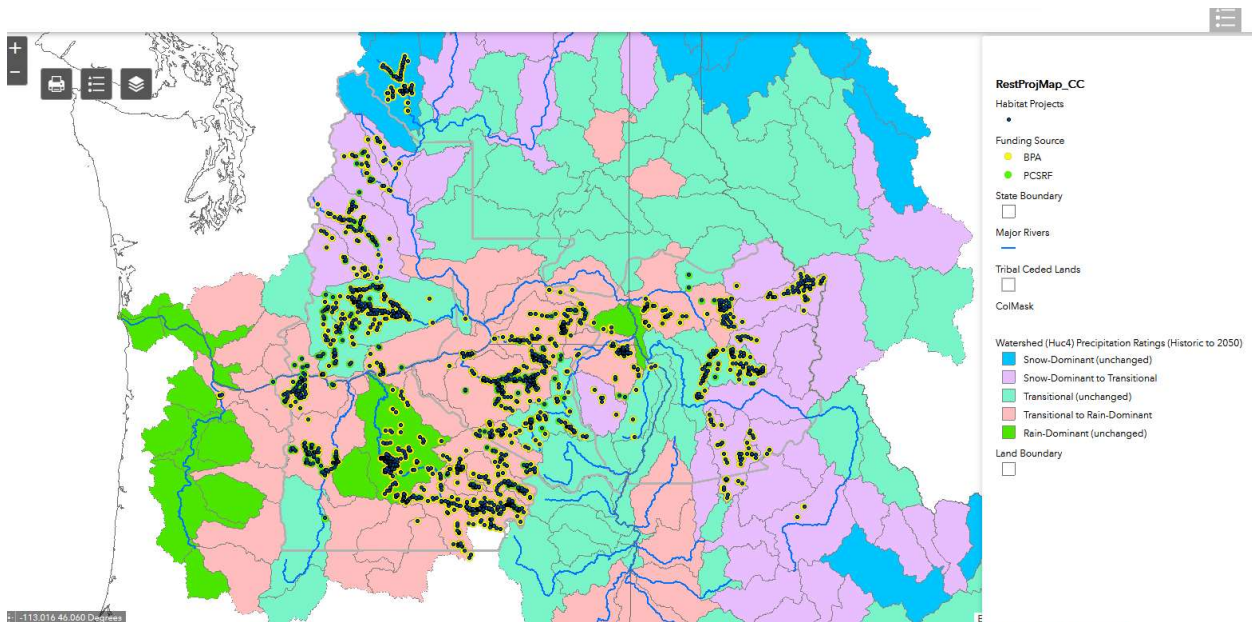 +
−
RestProjMap_CC
Habitat Projects
Funding Source
BPA
PCSRF
State Boundary
Major Rivers
Tribal Ceded Lands
ColMask
Watershed (Huc4) Precipitation Ratings (Historic to 2050)
Snow-Dominant (unchanged)
Snow-Dominant to Transitional
Transitional (unchanged)
Transitional to Rain-Dominant
Rain-Dominant (unchanged)
Land Boundary
-113.016 46.060 Degrees
E